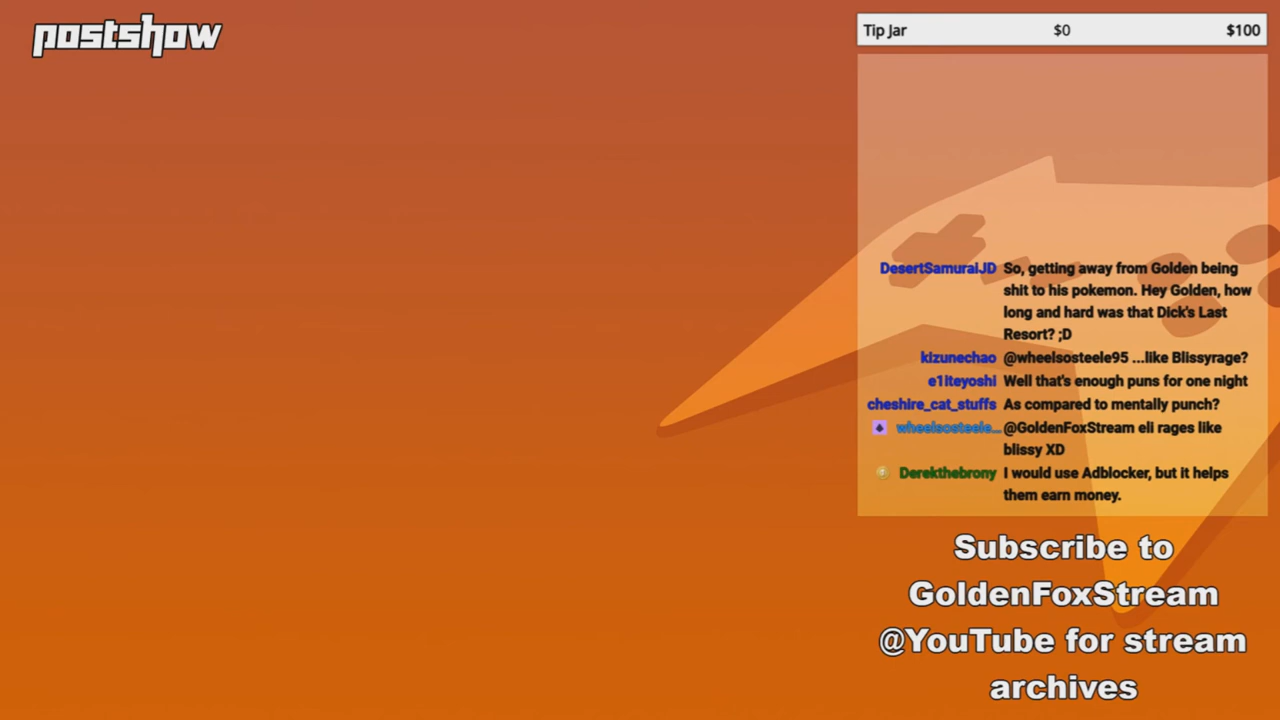 postshow
Tip Jar $0 $100
DesertSamuraiJD So, getting away from Golden being
shit to his pokemon. Hey Golden, how
long and hard was that Dick's Last
Resort? ;D
kizunechao @wheelsosteele95 ...like Blissyrage?
e1iteyoshi Well that's enough puns for one night
cheshire_cat_stuffs As compared to mentally punch?
wheelsosteele... @GoldenFoxStream eli rages like
blissy XD
Derekthebrony I would use Adblocker, but it helps
them earn money.
Subscribe to
GoldenFoxStream
@YouTube for stream
archives